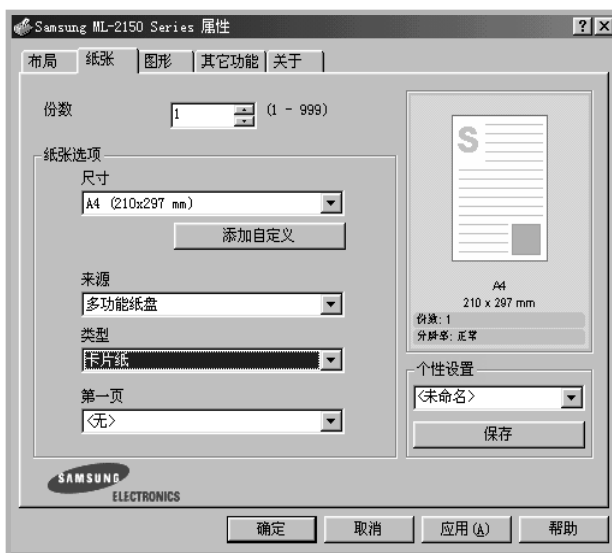 Samsung ML-2150 Series 属性
布局 纸张 图形 其它功能 关于
份数 1 (1 - 999)
纸张选项
尺寸
A4 (210x297 mm)
添加自定义
来源
多功能纸盘
类型
卡片纸
第一页
<无>
S
A4
210 x 297 mm
份数: 1
分辨率: 正常
个性设置
<未命名>
保存
SAMSUNG
ELECTRONICS
确定 取消 应用(A) 帮助